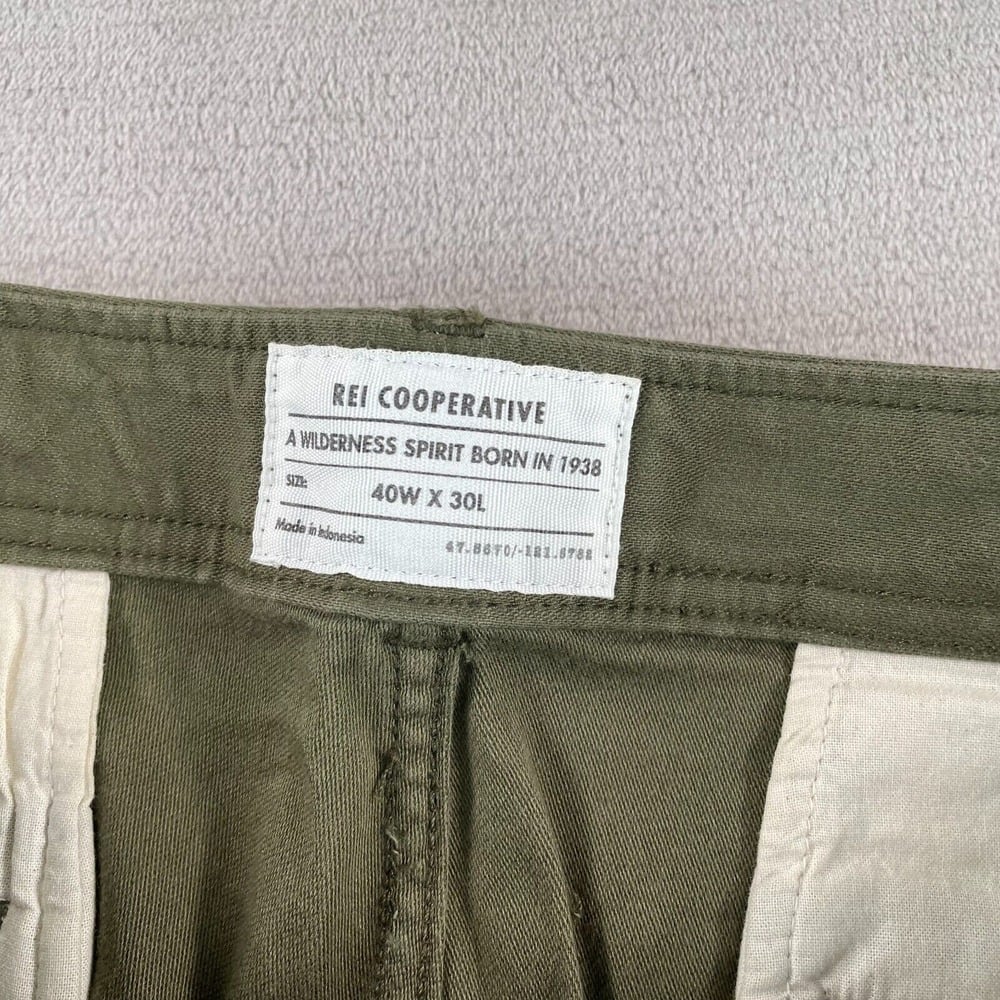 REI COOPERATIVE
A WILDERNESS SPIRIT BORN IN 1938
SIZE: 40W X 30L
Made in Indonesia